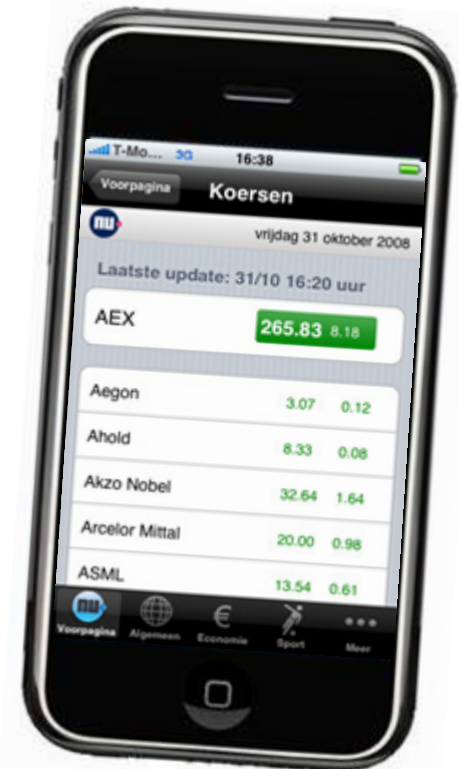 T-Mo... 3G 16:38
Voorpagina Koersen
nu vrijdag 31 oktober 2008
Laatste update: 31/10 16:20 uur
AEX 265.83 8.18
Aegon 3.07 0.12
Ahold 8.33 0.08
Akzo Nobel 32.64 1.64
Arcelor Mittal 20.00 0.98
ASML 13.54 0.61
nu
Voorpagina Algemeen Economie Sport Meer